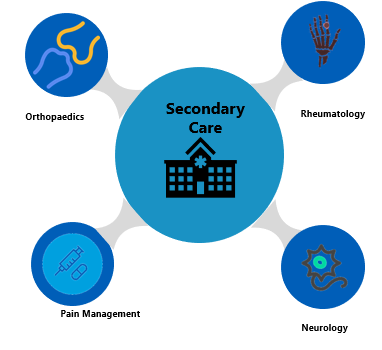 Secondary
Care
Orthopaedics
Rheumatology
Pain Management
Neurology